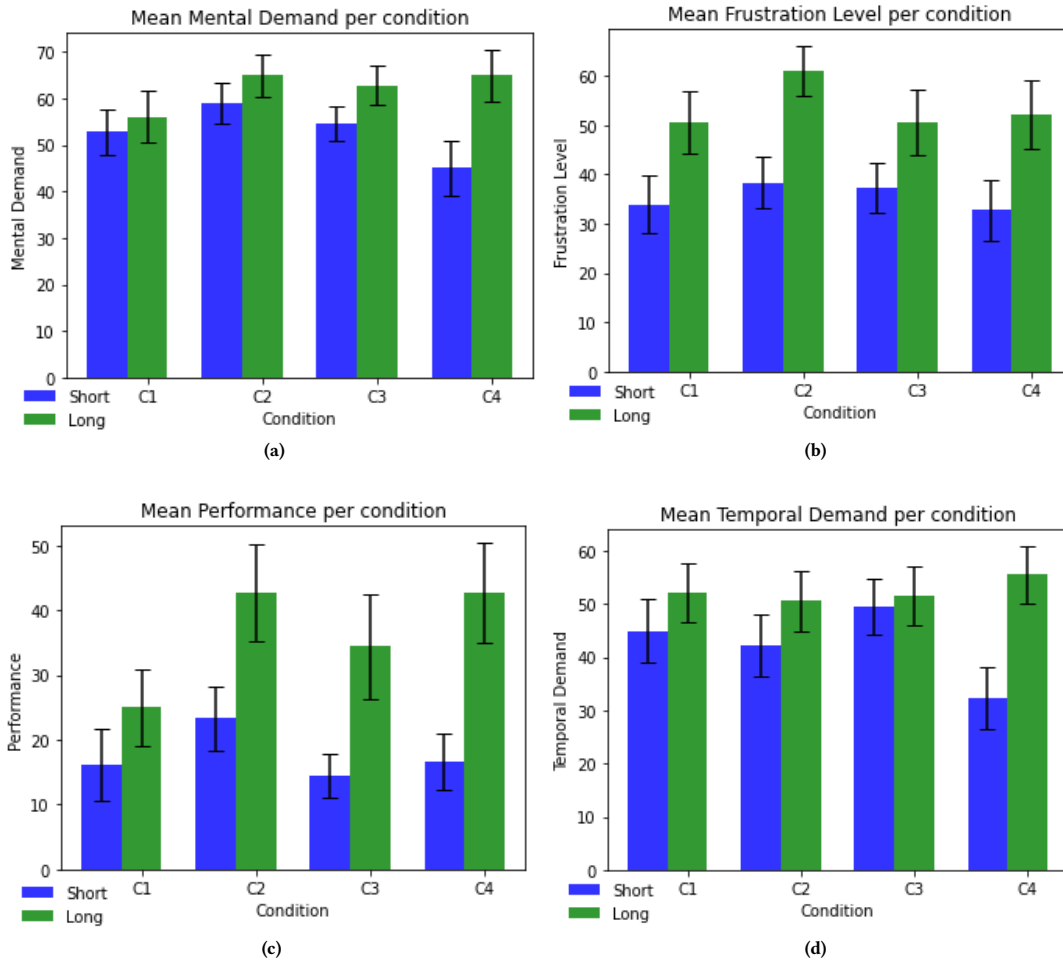 Mean Mental Demand per condition
Mental Demand
70
60
50
40
30
20
10
0
C1 C2 C3 C4
Condition
Short
Long
(a)
Mean Frustration Level per condition
Frustration Level
60
50
40
30
20
10
0
C1 C2 C3 C4
Condition
Short
Long
(b)
Mean Performance per condition
Performance
50
40
30
20
10
0
C1 C2 C3 C4
Condition
Short
Long
(c)
Mean Temporal Demand per condition
Temporal Demand
60
50
40
30
20
10
0
C1 C2 C3 C4
Condition
Short
Long
(d)